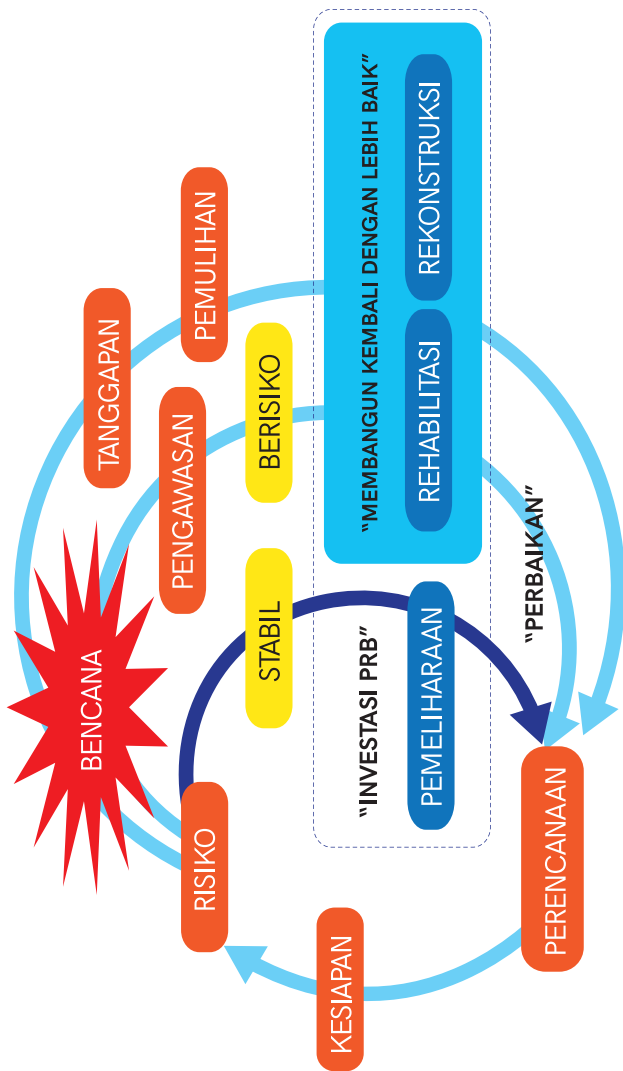 BENCANA
TANGGAPAN
PENGAWASAN
RISIKO
PEMULIHAN
STABIL
BERISIKO
KESIAPAN
“INVESTASI PRB”
“MEMBANGUN KEMBALI DENGAN LEBIH BAIK”
PEMELIHARAAN
REHABILITASI
REKONSTRUKSI
“PERBAIKAN”
PERENCANAAN